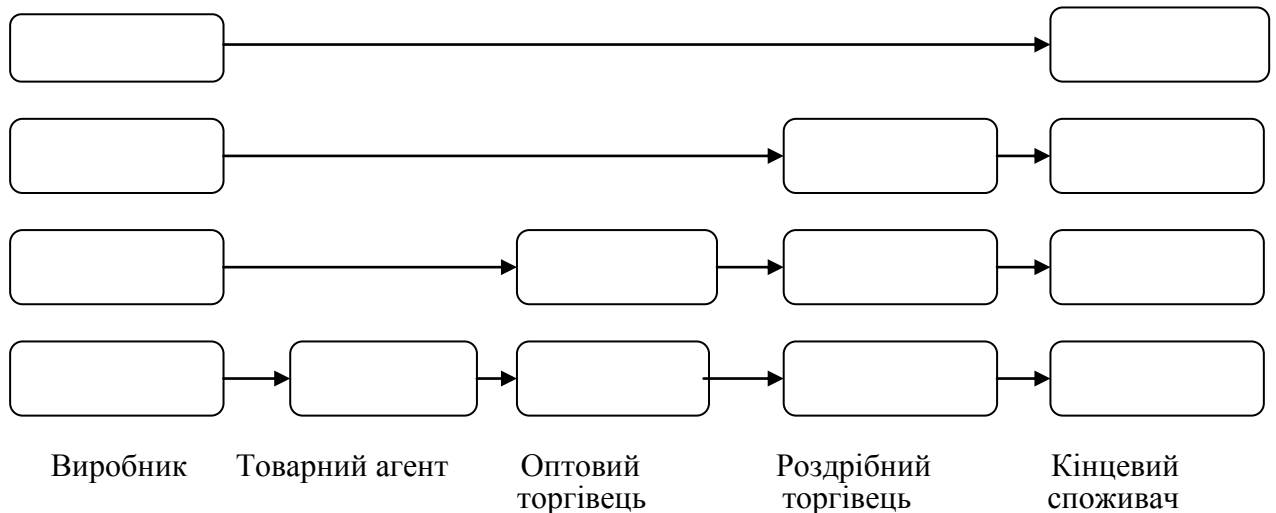 Виробник Товарний агент Оптовий Роздрібний Кінцевий
торгівець торгівець споживач